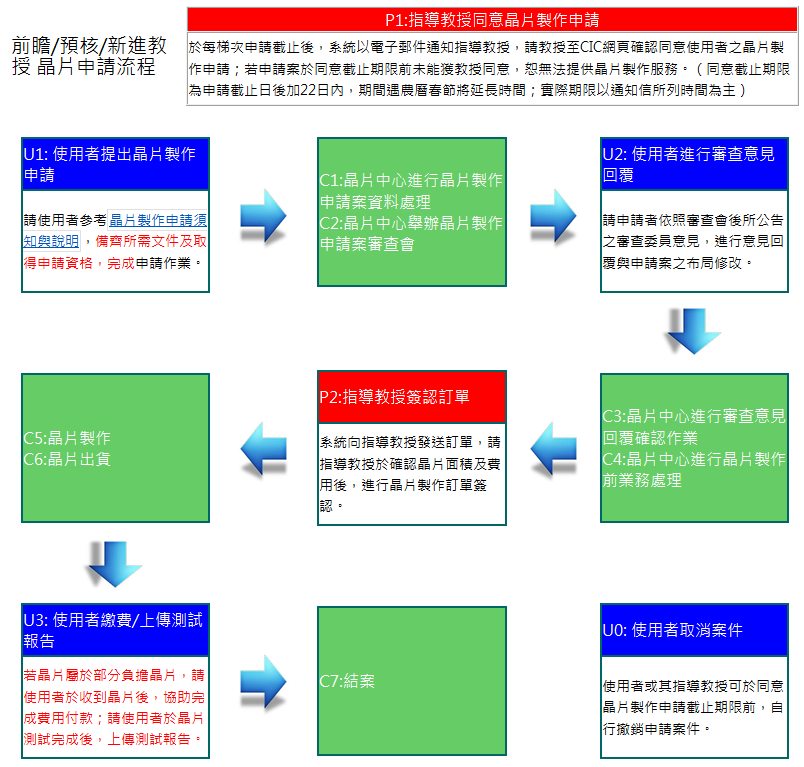 前瞻/預核/新進教
授 晶片申請流程
P1:指導教授同意晶片製作申請
於每梯次申請截止後，系統以電子郵件通知指導教授，請教授至CIC網頁確認同意使用者之晶片製
作申請；若申請案於同意截止期限前未能獲教授同意，恕無法提供晶片製作服務。（同意截止期限
為申請截止日後加22日內，期間遇農曆春節將延長時間；實際期限以通知信所列時間為主）
U1: 使用者提出晶片製作
申請
請使用者參考晶片製作申請須
知與說明，備齊所需文件及取
得申請資格，完成申請作業。
C1:晶片中心進行晶片製作
申請案資料處理
C2:晶片中心舉辦晶片製作
申請案審查會
U2: 使用者進行審查意見
回覆
請申請者依照審查會後所公告
之審查委員意見，進行意見回
覆與申請案之布局修改。
C5:晶片製作
C6:晶片出貨
P2:指導教授簽認訂單
系統向指導教授發送訂單，請
指導教授於確認晶片面積及費
用後，進行晶片製作訂單簽
認。
C3:晶片中心進行審查意見
回覆確認作業
C4:晶片中心進行晶片製作
前業務處理
U3: 使用者繳費/上傳測試
報告
若晶片屬於部分負擔晶片，請
使用者於收到晶片後，協助完
成費用付款；請使用者於晶片
測試完成後，上傳測試報告。
C7:結案
U0: 使用者取消案件
使用者或其指導教授可於同意
晶片製作申請截止期限前，自
行撤銷申請案件。